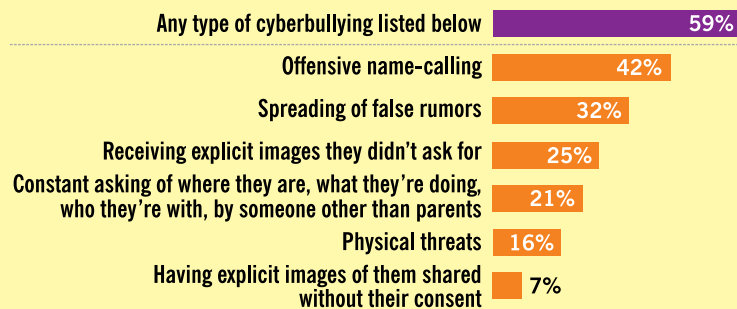 Any type of cyberbullying listed below 59%
Offensive name-calling 42%
Spreading of false rumors 32%
Receiving explicit images they didn't ask for 25%
Constant asking of where they are, what they're doing,
who they're with, by someone other than parents 21%
Physical threats 16%
Having explicit images of them shared
without their consent 7%